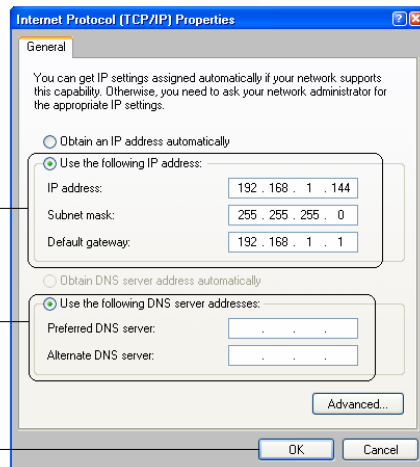 Internet Protocol (TCP/IP) Properties
General
You can get IP settings assigned automatically if your network supports
this capability. Otherwise, you need to ask your network administrator for
the appropriate IP settings.
Obtain an IP address automatically
Use the following IP address:
IP address: 192 . 168 . 1 . 144
Subnet mask: 255 . 255 . 255 . 0
Default gateway: 192 . 168 . 1 . 1
Obtain DNS server address automatically
Use the following DNS server addresses:
Preferred DNS server: . . .
Alternate DNS server: . . .
Advanced...
OK Cancel